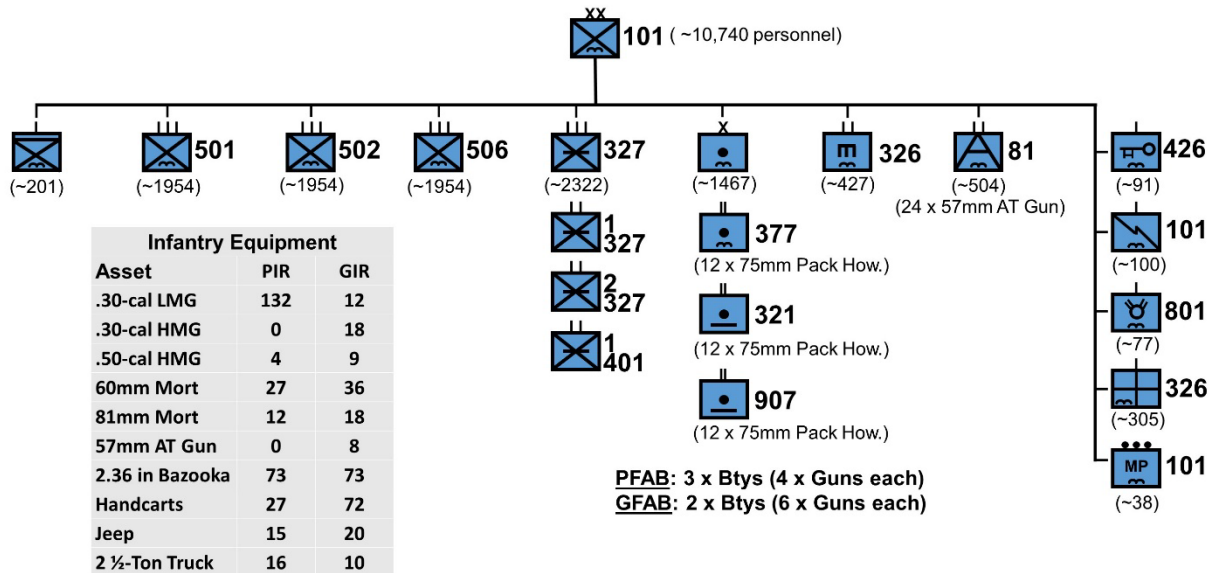 XX
101 ( ~10,740 personnel)
I III III III III X II II
501 502 506 327 326 81 426
(~201) (~1954) (~1954) (~1954) (~2322) (~1467) (~427) (~504) (~91)
(24 x 57mm AT Gun)
1
327
377
(12 x 75mm Pack How.)
101
(~100)
2
327
321
(12 x 75mm Pack How.)
801
(~77)
1
401
907
(12 x 75mm Pack How.)
326
(~305)
MP
101
(~38)
Infantry Equipment
Asset PIR GIR
.30-cal LMG 132 12
.30-cal HMG 0 18
.50-cal HMG 4 9
60mm Mort 27 36
81mm Mort 12 18
57mm AT Gun 0 8
2.36 in Bazooka 73 73
Handcarts 27 72
Jeep 15 20
2 ½-Ton Truck 16 10
PFAB: 3 x Btys (4 x Guns each)
GFAB: 2 x Btys (6 x Guns each)